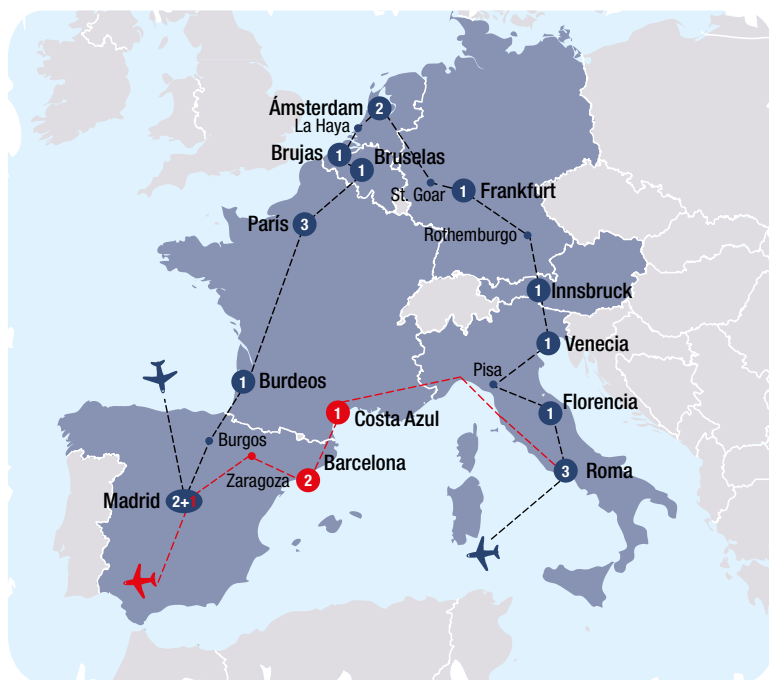 Ámsterdam
2
La Haya
Brujas
1
Bruselas
1
St. Goar
1
Frankfurt
París
3
Rothemburgo
1
Innsbruck
1
Venecia
Pisa
1
Burdeos
1
Costa Azul
1
Florencia
Burgos
Barcelona
Zaragoza
2
3
Roma
Madrid
2+1